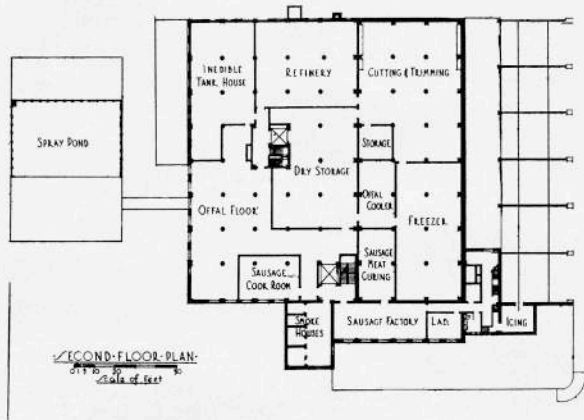 INEDIBLE
TANK HOUSE
REFINERY
CUTTING & TRIMMING
SPRAY POND
STORAGE
DRY STORAGE
OFFAL FLOOR
OFFAL
COOLER
FREEZER
SAUSAGE
MEAT
CURING
SAUSAGE
COOK ROOM
SMOKE
HOUSES
SAUSAGE FACTORY
LAB.
ICING
SECOND-FLOOR-PLAN-
Scale of feet